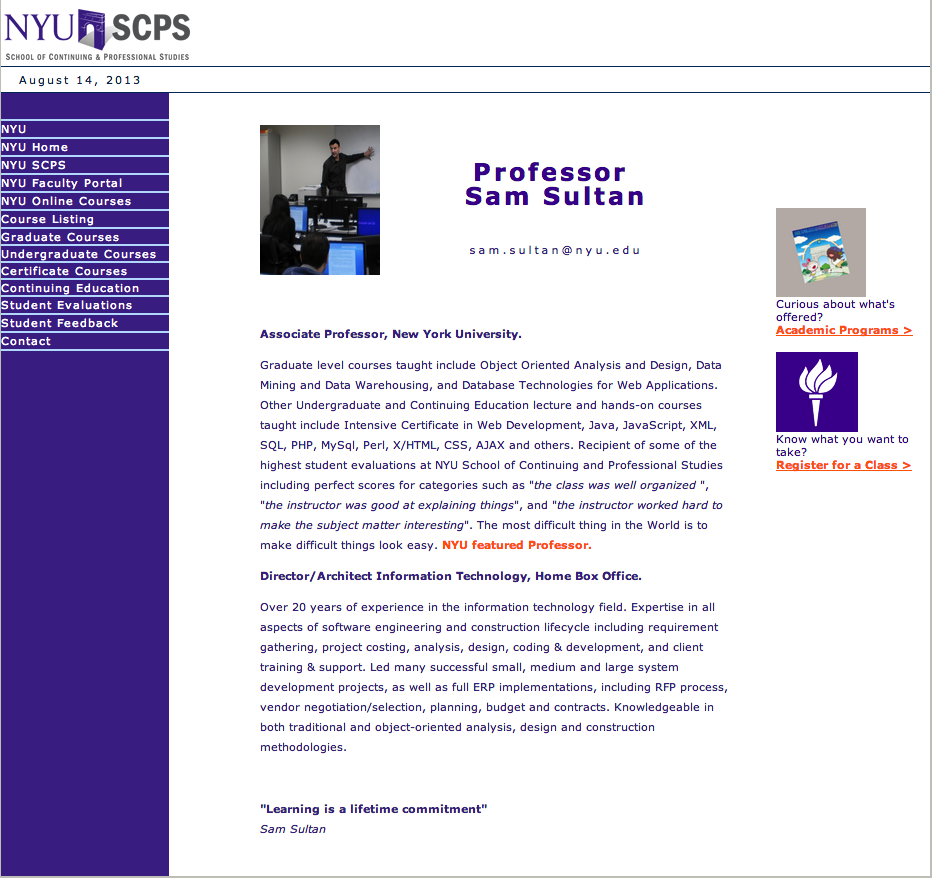 NYU SCPS
SCHOOL OF CONTINUING & PROFESSIONAL STUDIES
August 14, 2013
NYU
NYU Home
NYU SCPS
NYU Faculty Portal
NYU Online Courses
Course Listing
Graduate Courses
Undergraduate Courses
Certificate Courses
Continuing Education
Student Evaluations
Student Feedback
Contact
Professor
Sam Sultan
sam.sultan@nyu.edu
Associate Professor, New York University.
Graduate level courses taught include Object Oriented Analysis and Design, Data
Mining and Data Warehousing, and Database Technologies for Web Applications.
Other Undergraduate and Continuing Education lecture and hands-on courses
taught include Intensive Certificate in Web Development, Java, JavaScript, XML,
SQL, PHP, MySql, Perl, X/HTML, CSS, AJAX and others. Recipient of some of the
highest student evaluations at NYU School of Continuing and Professional Studies
including perfect scores for categories such as "the class was well organized ",
"the instructor was good at explaining things", and "the instructor worked hard to
make the subject matter interesting". The most difficult thing in the World is to
make difficult things look easy. NYU featured Professor.
Director/Architect Information Technology, Home Box Office.
Over 20 years of experience in the information technology field. Expertise in all
aspects of software engineering and construction lifecycle including requirement
gathering, project costing, analysis, design, coding & development, and client
training & support. Led many successful small, medium and large system
development projects, as well as full ERP implementations, including RFP process,
vendor negotiation/selection, planning, budget and contracts. Knowledgeable in
both traditional and object-oriented analysis, design and construction
methodologies.
"Learning is a lifetime commitment"
Sam Sultan
Curious about what's
offered?
Academic Programs >
Know what you want to
take?
Register for a Class >